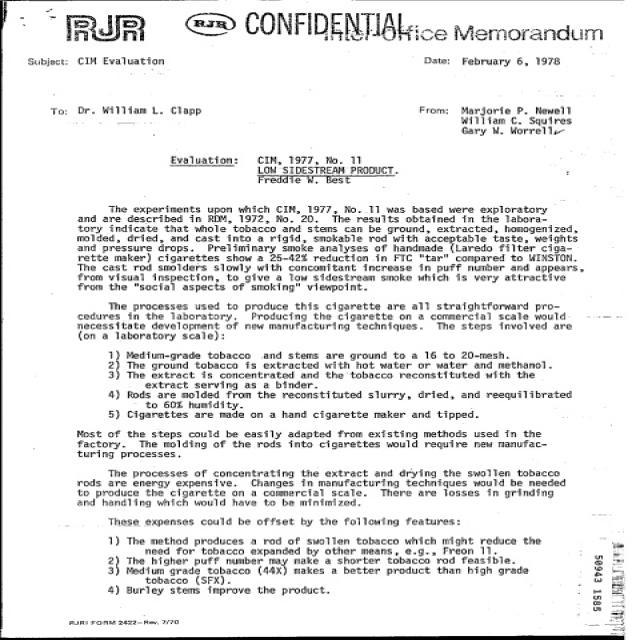 RJR
RJR CONFIDENTIAL
Inter-office Memorandum
Subject: CIM Evaluation
Date: February 6, 1978
To: Dr. William L. Clapp
From: Marjorie P. Newell
William C. Squires
Gary W. Worrell
Evaluation: CIM, 1977, No. 11
LOW SIDESTREAM PRODUCT.
Freddie W. Best
The experiments upon which CIM, 1977, No. 11 was based were exploratory
and are described in RDM, 1972, No. 20. The results obtained in the labora-
tory indicate that whole tobacco and stems can be ground, extracted, homogenized,
molded, dried, and cast into a rigid, smokable rod with acceptable taste, weights
and pressure drops. Preliminary smoke analyses of handmade (Laredo filter ciga-
rette maker) cigarettes show a 25-42% reduction in FTC "tar" compared to WINSTON.
The cast rod smolders slowly with concomitant increase in puff number and appears,
from visual inspection, to give a low sidestream smoke which is very attractive
from the "social aspects of smoking" viewpoint.
The processes used to produce this cigarette are all straightforward pro-
cedures in the laboratory. Producing the cigarette on a commercial scale would
necessitate development of new manufacturing techniques. The steps involved are
(on a laboratory scale):
1) Medium-grade tobacco and stems are ground to a 16 to 20-mesh.
2) The ground tobacco is extracted with hot water or water and methanol.
3) The extract is concentrated and the tobacco reconstituted with the
extract serving as a binder.
4) Rods are molded from the reconstituted slurry, dried, and reequilibrated
to 60% humidity.
5) Cigarettes are made on a hand cigarette maker and tipped.
Most of the steps could be easily adapted from existing methods used in the
factory. The molding of the rods into cigarettes would require new manufac-
turing processes.
The processes of concentrating the extract and drying the swollen tobacco
rods are energy expensive. Changes in manufacturing techniques would be needed
to produce the cigarette on a commercial scale. There are losses in grinding
and handling which would have to be minimized.
These expenses could be offset by the following features:
1) The method produces a rod of swollen tobacco which might reduce the
need for tobacco expanded by other means, e.g., Freon 11.
2) The higher puff number may make a shorter tobacco rod feasible.
3) Medium grade tobacco (44X) makes a better product than high grade
tobacco (SFX).
4) Burley stems improve the product.
RJRI FORM 2422-Rev. 7/70
50943 1585